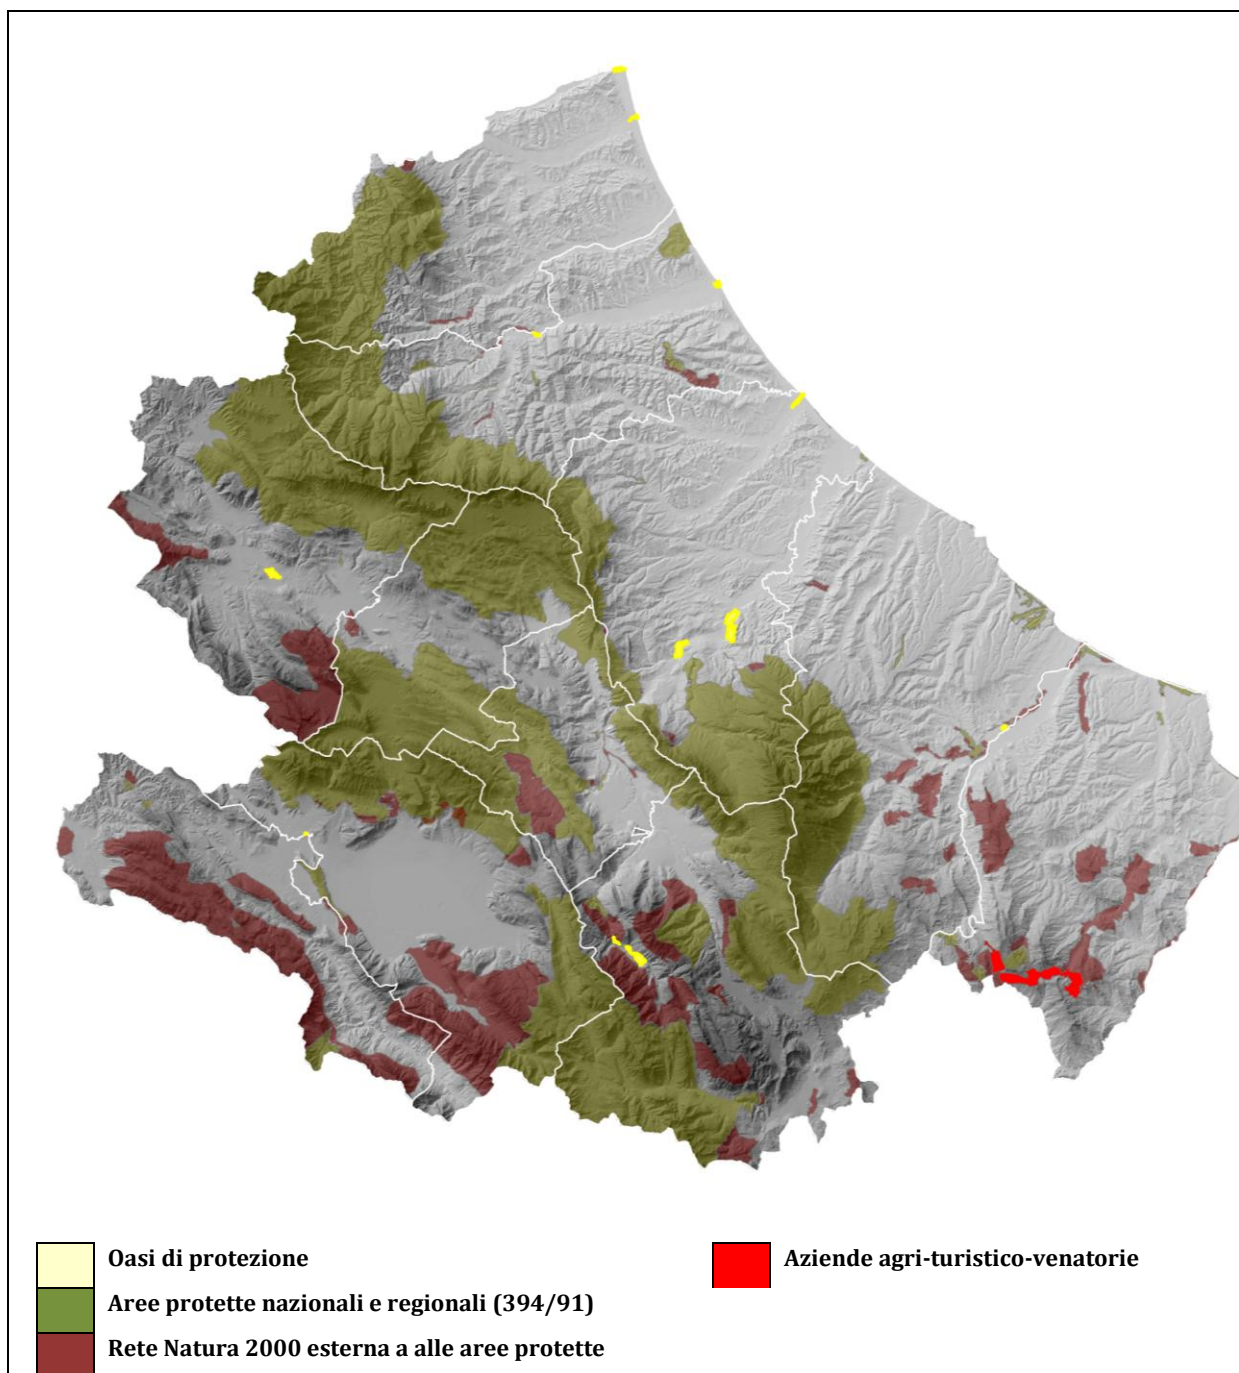 Oasi di protezione
Aziende agri-turistico-venatorie
Aree protette nazionali e regionali (394/91)
Rete Natura 2000 esterna a alle aree protette